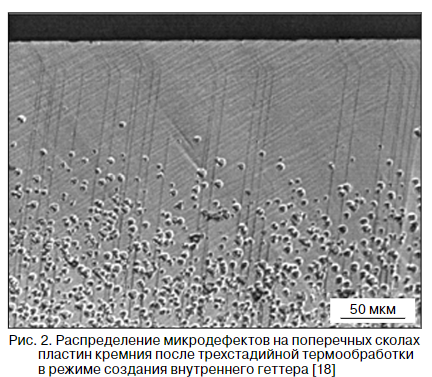 50 мкм
Рис. 2. Распределение микродефектов на поперечных сколах
пластин кремния после трехстадийной термообработки
в режиме создания внутреннего геттера [18]